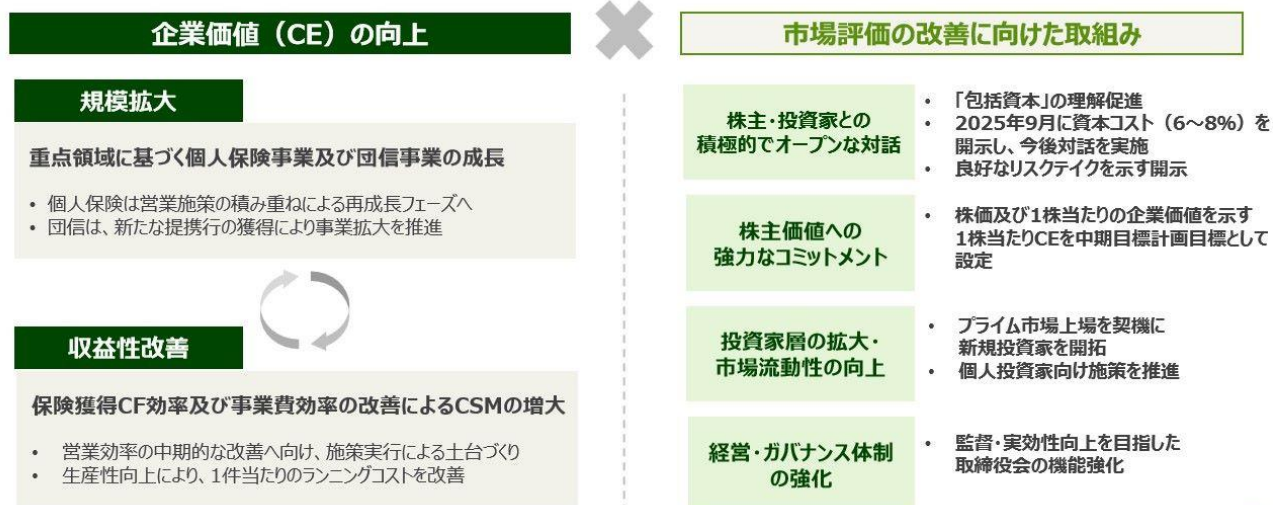 企業価値（CE）の向上
規模拡大
重点領域に基づく個人保険事業及び団信事業の成長
• 個人保険は営業施策の積み重ねによる再成長フェーズへ
• 団信は、新たな提携行の獲得により事業拡大を推進
収益性改善
保険獲得CF効率及び事業費効率の改善によるCSMの増大
• 営業効率の中期的な改善へ向け、施策実行による土台づくり
• 生産性向上により、1件当たりのランニングコストを改善
市場評価の改善に向けた取組み
株主・投資家との
積極的でオープンな対話
• 「包括資本」の理解促進
• 2025年9月に資本コスト（6～8%）を
開示し、今後対話を実施
• 良好なリスクテイクを示す開示
株主価値への
強力なコミットメント
• 株価及び1株当たりの企業価値を示す
1株当たりCEを中期目標計画目標として
設定
投資家層の拡大・
市場流動性の向上
• プライム市場上場を契機に
新規投資家を開拓
• 個人投資家向け施策を推進
経営・ガバナンス体制
の強化
• 監督・実効性向上を目指した
取締役会の機能強化